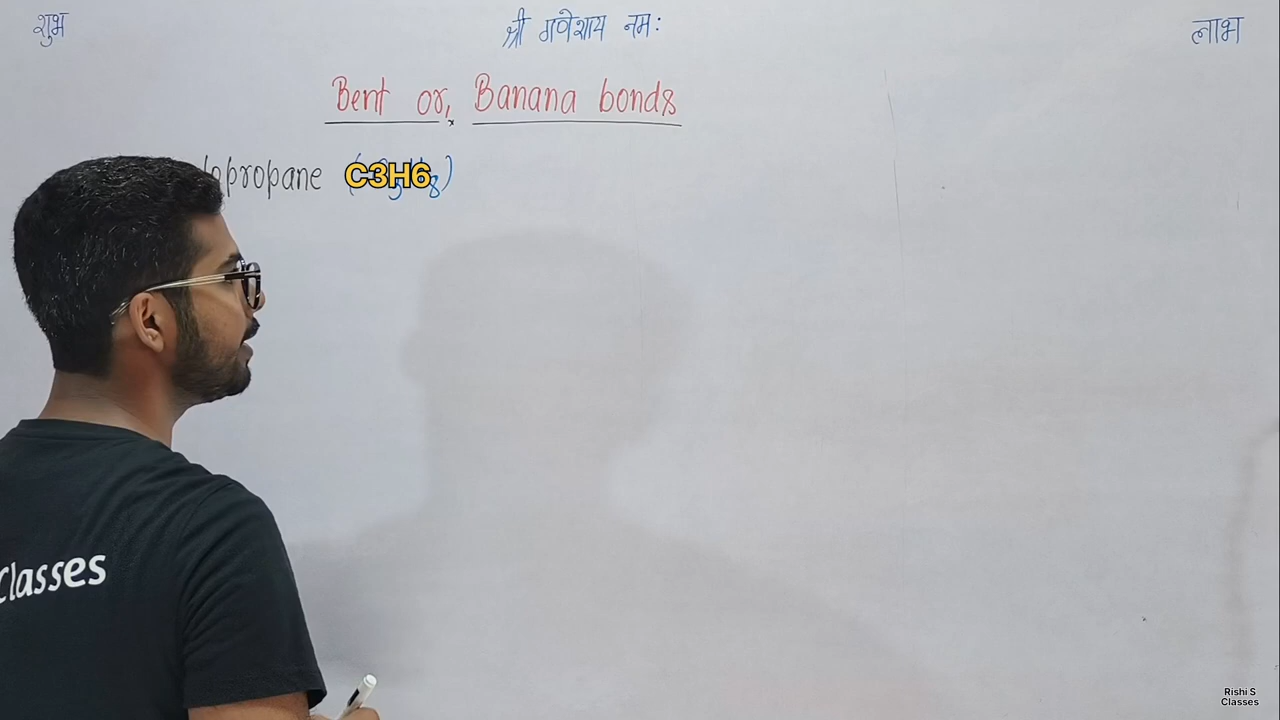 शुभ श्री गणेशाय नमः लाभ
Bent or, Banana bonds
lopropane (C3H6)
Classes
Rishi S
Classes